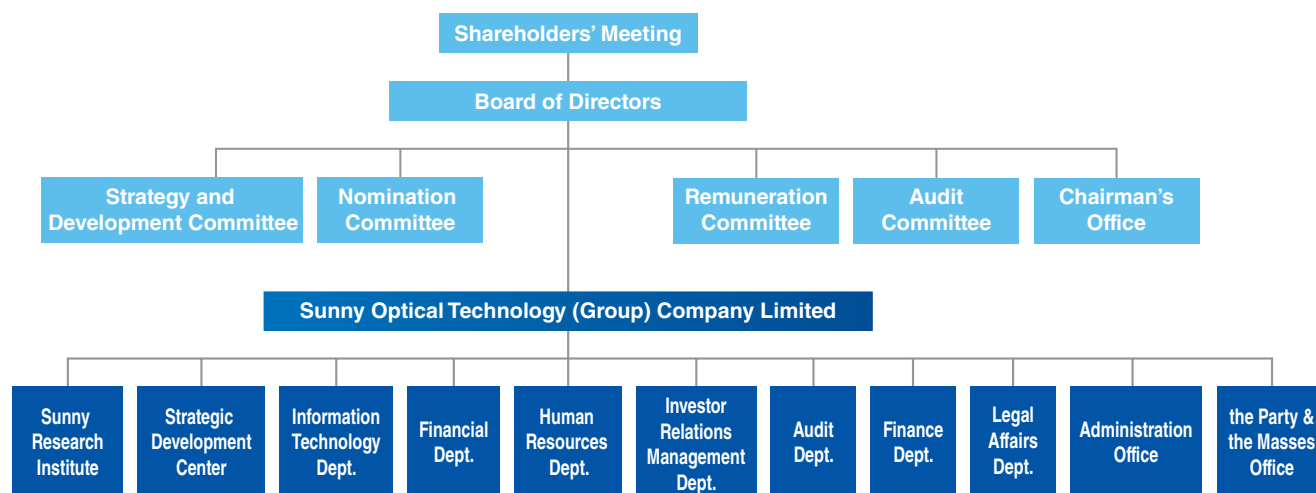 Shareholders’ Meeting
Board of Directors
Strategy and
Development Committee
Nomination
Committee
Remuneration
Committee
Audit
Committee
Chairman’s
Office
Sunny Optical Technology (Group) Company Limited
Sunny
Research
Institute
Strategic
Development
Center
Information
Technology
Dept.
Financial
Dept.
Human
Resources
Dept.
Investor
Relations
Management
Dept.
Audit
Dept.
Finance
Dept.
Legal
Affairs
Dept.
Administration
Office
the Party &
the Masses
Office